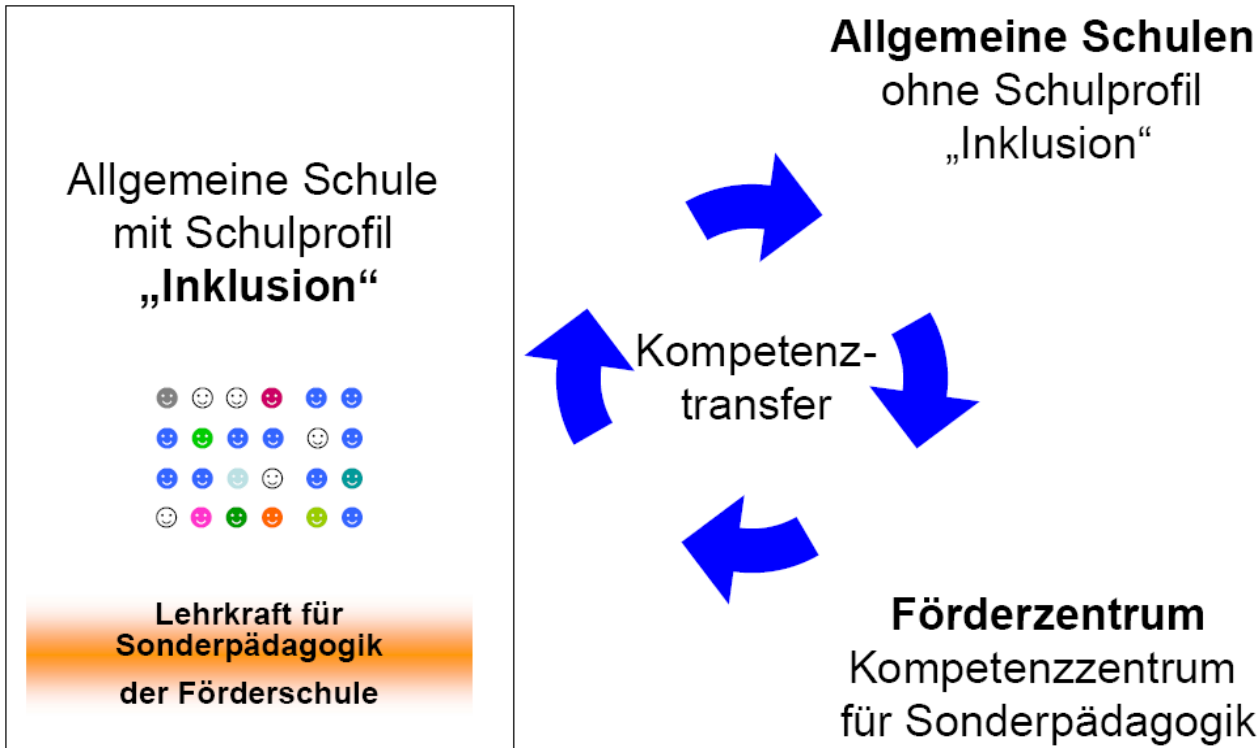 Allgemeine Schule
mit Schulprofil
„Inklusion“
Lehrkraft für
Sonderpädagogik
der Förderschule
Allgemeine Schulen
ohne Schulprofil
„Inklusion“
Kompetenz-
transfer
Förderzentrum
Kompetenzzentrum
für Sonderpädagogik